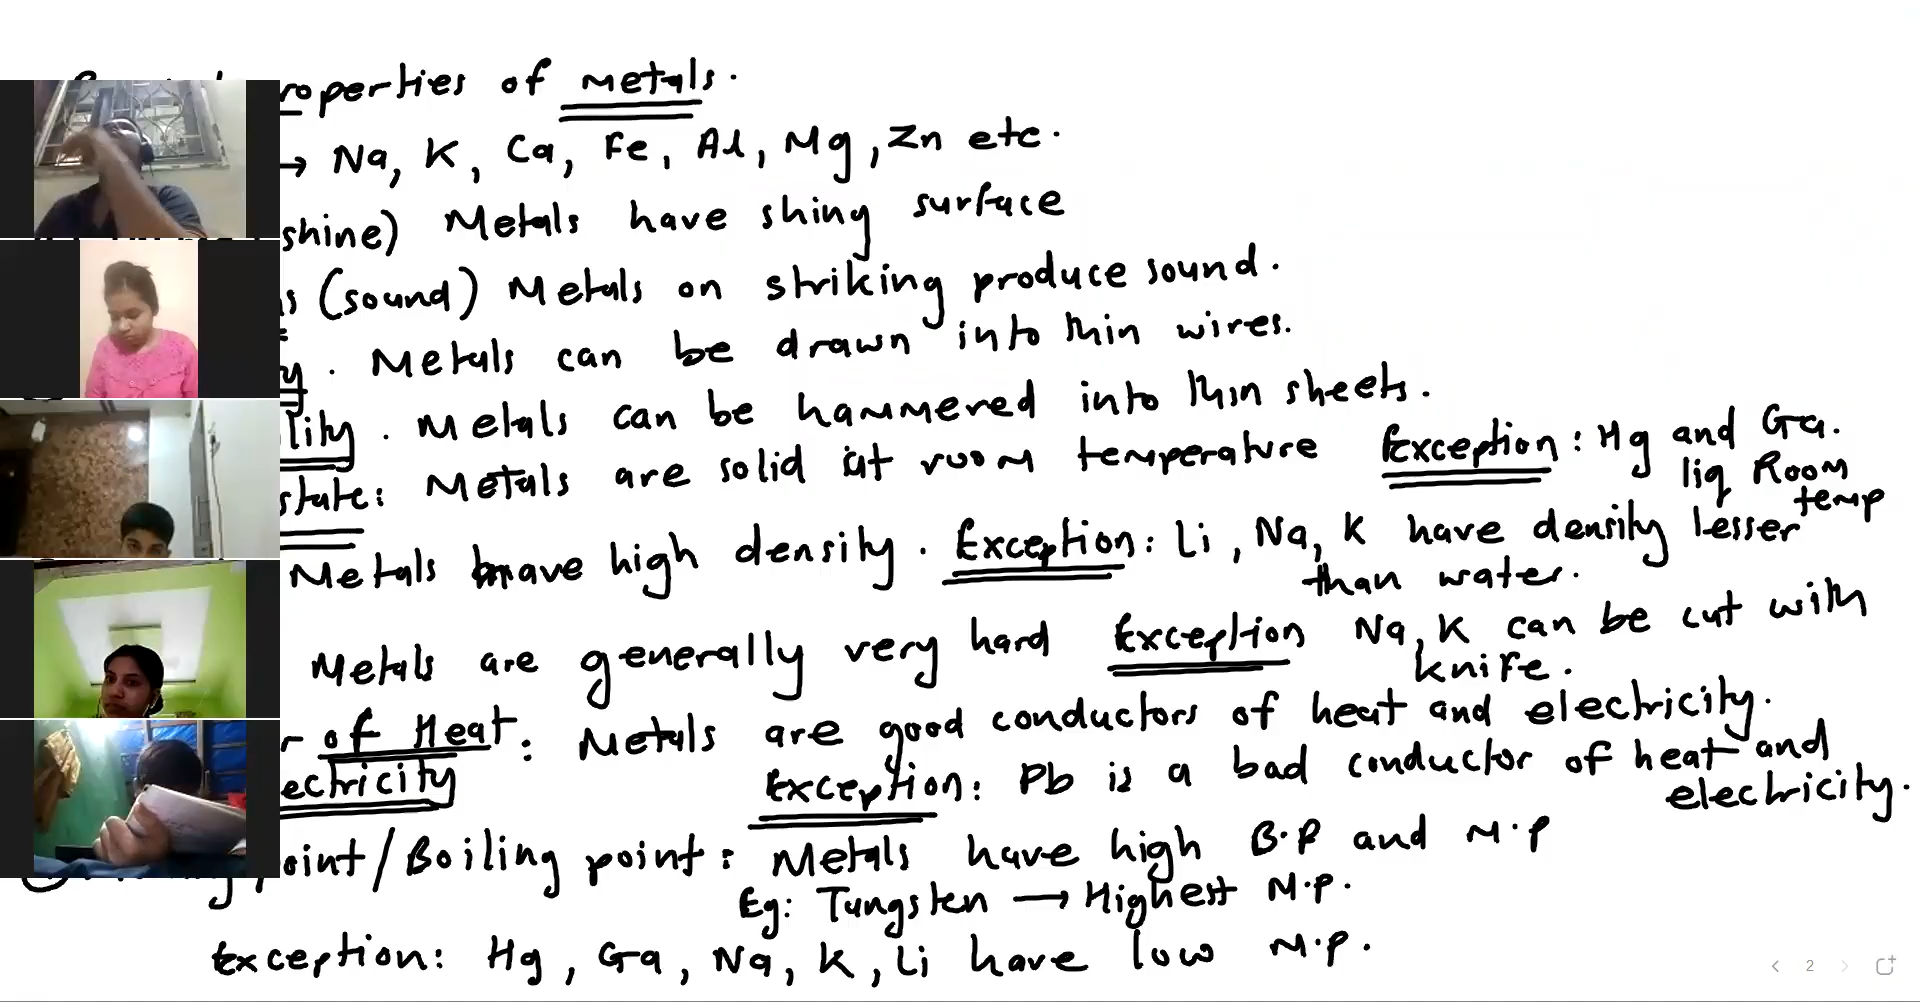 roperties of metals.
→ Na, K, Ca, Fe, Al, Mg, Zn etc.
shine) Metals have shing surface
(sound) Metals on striking produce sound.
Metals can be drawn into thin wires.
lity. Metals can be hammered into thin sheets.
state: Metals are solid at room temperature Exception: Hg and Ga.
liq Room
temp
Metals have high density. Exception: Li, Na, K have density lesser
than water.
Metals are generally very hard Exception Na, K can be cut with
knife.
r of Heat: Metals are good conductors of heat and electricity.
ectricity Exception: Pb is a bad conductor of heat and
electricity.
oint/Boiling point: Metals have high B.P and M.P
Eg: Tungsten → Highest M.P.
Exception: Hg, Ga, Na, K, Li have low M.P.
2